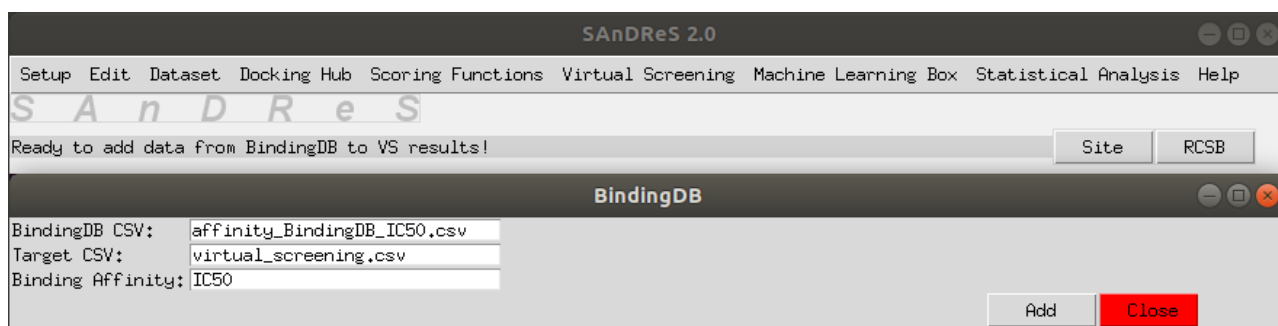 SAnDReS 2.0
Setup Edit Dataset Docking Hub Scoring Functions Virtual Screening Machine Learning Box Statistical Analysis Help
S A n D R e S
Ready to add data from BindingDB to VS results! Site RCSB
BindingDB
BindingDB CSV: affinity_BindingDB_IC50.csv
Target CSV: virtual_screening.csv
Binding Affinity: IC50
Add Close